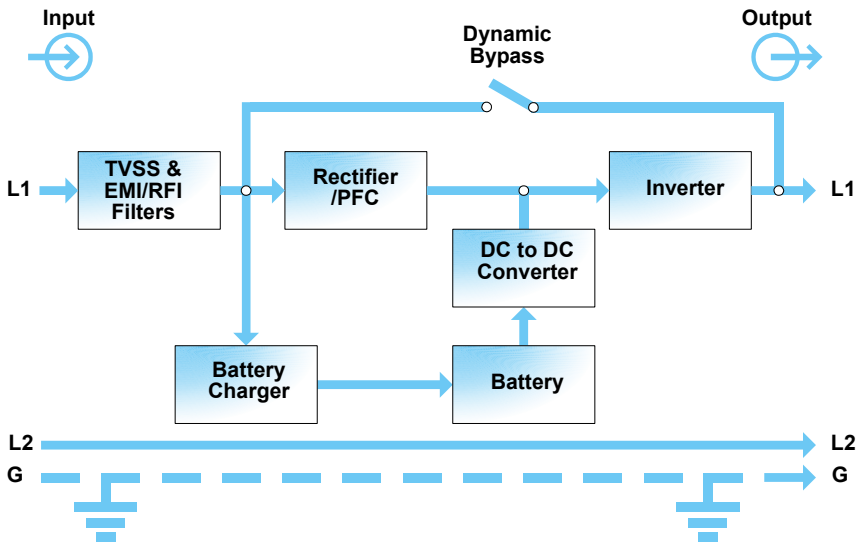 Input
Output
Dynamic
Bypass
L1
TVSS &
EMI/RFI
Filters
Rectifier
/PFC
Inverter
L1
DC to DC
Converter
Battery
Charger
Battery
L2
L2
G
G